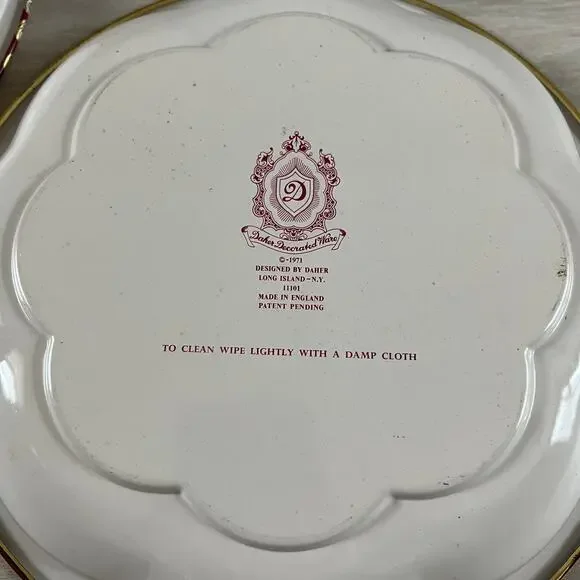 D
Daher Decorated Ware
©-1971
DESIGNED BY DAHER
LONG ISLAND-N.Y.
11101
MADE IN ENGLAND
PATENT PENDING
TO CLEAN WIPE LIGHTLY WITH A DAMP CLOTH